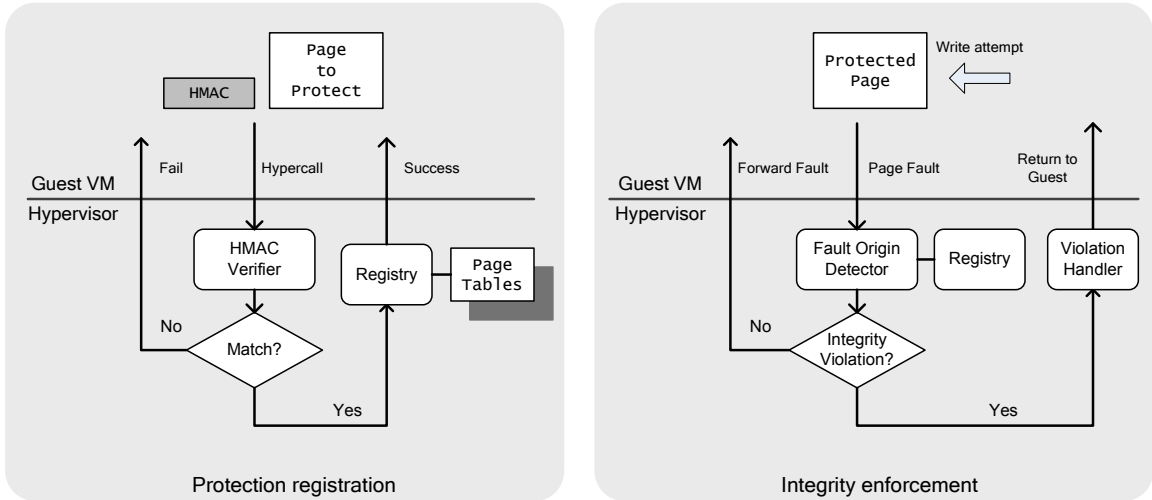 Page
to
Protect
HMAC
Fail
Hypercall
Success
Guest VM
Hypervisor
HMAC
Verifier
Registry
Page
Tables
No
Match?
Yes
Protection registration
Protected
Page
Write attempt
Forward Fault
Page Fault
Return to
Guest
Guest VM
Hypervisor
Fault Origin
Detector
Registry
Violation
Handler
No
Integrity
Violation?
Yes
Integrity enforcement